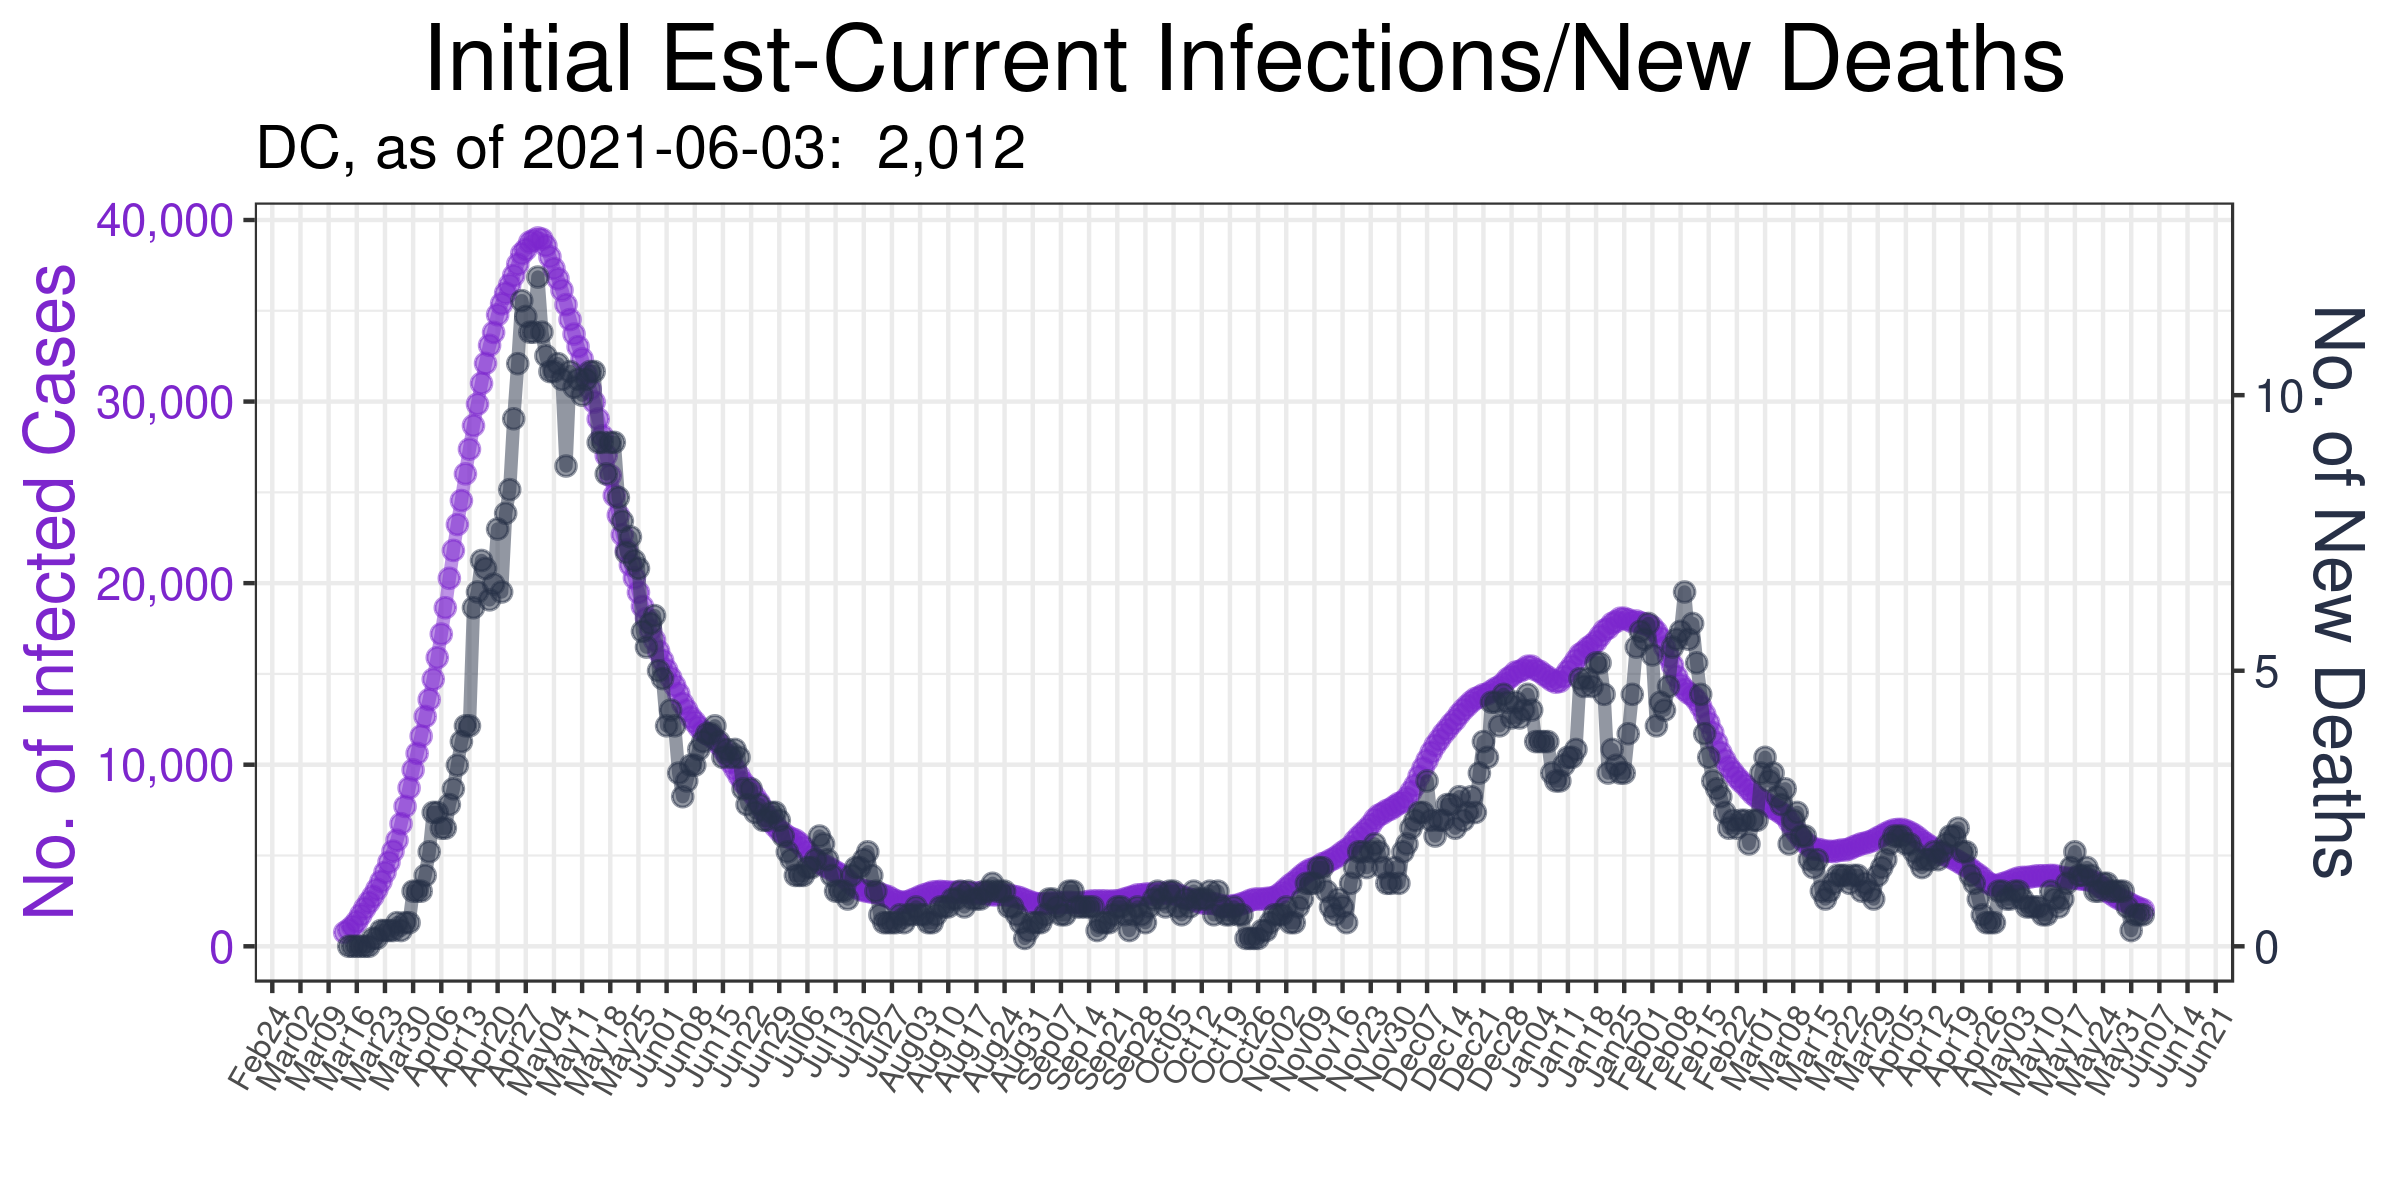 Initial Est-Current Infections/New Deaths
DC, as of 2021-06-03:  2,012
No. of Infected Cases
40,000
30,000
20,000
10,000
0
No. of New Deaths
10
5
0
Feb24
Mar02
Mar09
Mar16
Mar23
Mar30
Apr06
Apr13
Apr20
Apr27
May04
May11
May18
May25
Jun01
Jun08
Jun15
Jun22
Jun29
Jul06
Jul13
Jul20
Jul27
Aug03
Aug10
Aug17
Aug24
Aug31
Sep07
Sep14
Sep21
Sep28
Oct05
Oct12
Oct19
Oct26
Nov02
Nov09
Nov16
Nov23
Nov30
Dec07
Dec14
Dec21
Dec28
Jan04
Jan11
Jan18
Jan25
Feb01
Feb08
Feb15
Feb22
Mar01
Mar08
Mar15
Mar22
Mar29
Apr05
Apr12
Apr19
Apr26
May03
May10
May17
May24
May31
Jun07
Jun14
Jun21